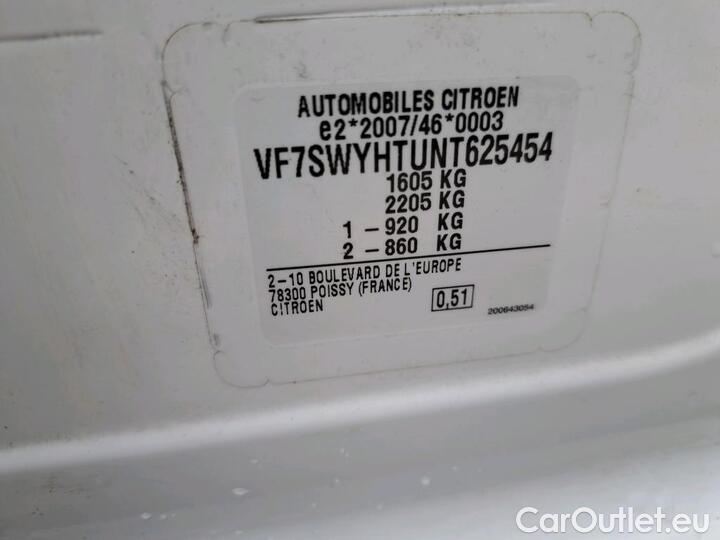 AUTOMOBILES CITROEN
e2*2007/46*0003
VF7SWYHTUNT625454
1605 KG
2205 KG
1 -920 KG
2 -860 KG
2-10 BOULEVARD DE L'EUROPE
78300 POISSY (FRANCE)
CITROEN
0,51
200643054
CarOutlet.eu